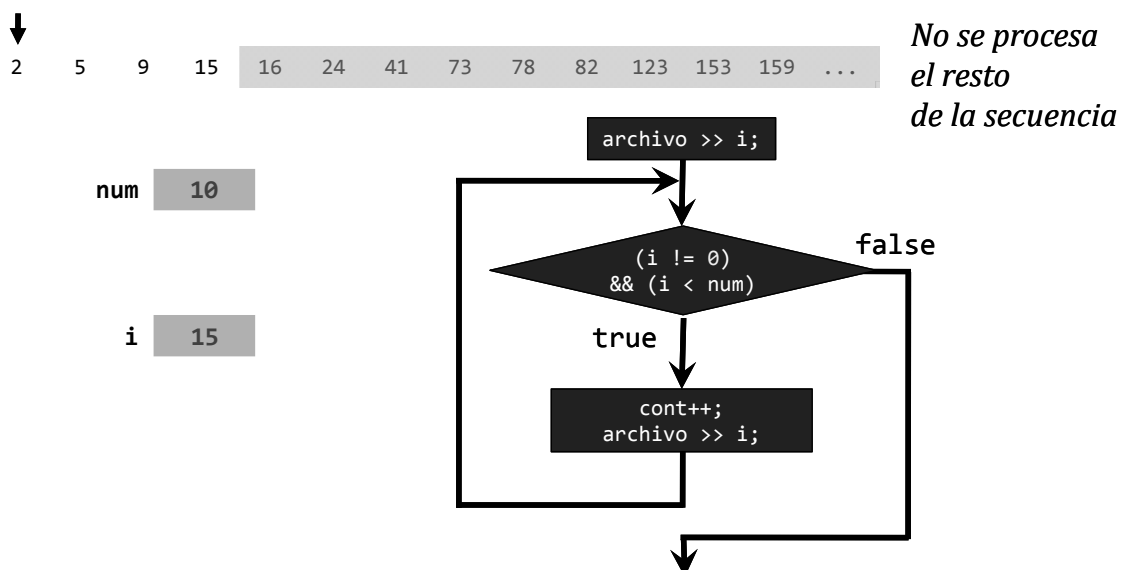 2 5 9 15 16 24 41 73 78 82 123 153 159 ...
No se procesa
el resto
de la secuencia
archivo >> i;
num 10
(i != 0)
&& (i < num)
false
i 15
true
cont++;
archivo >> i;